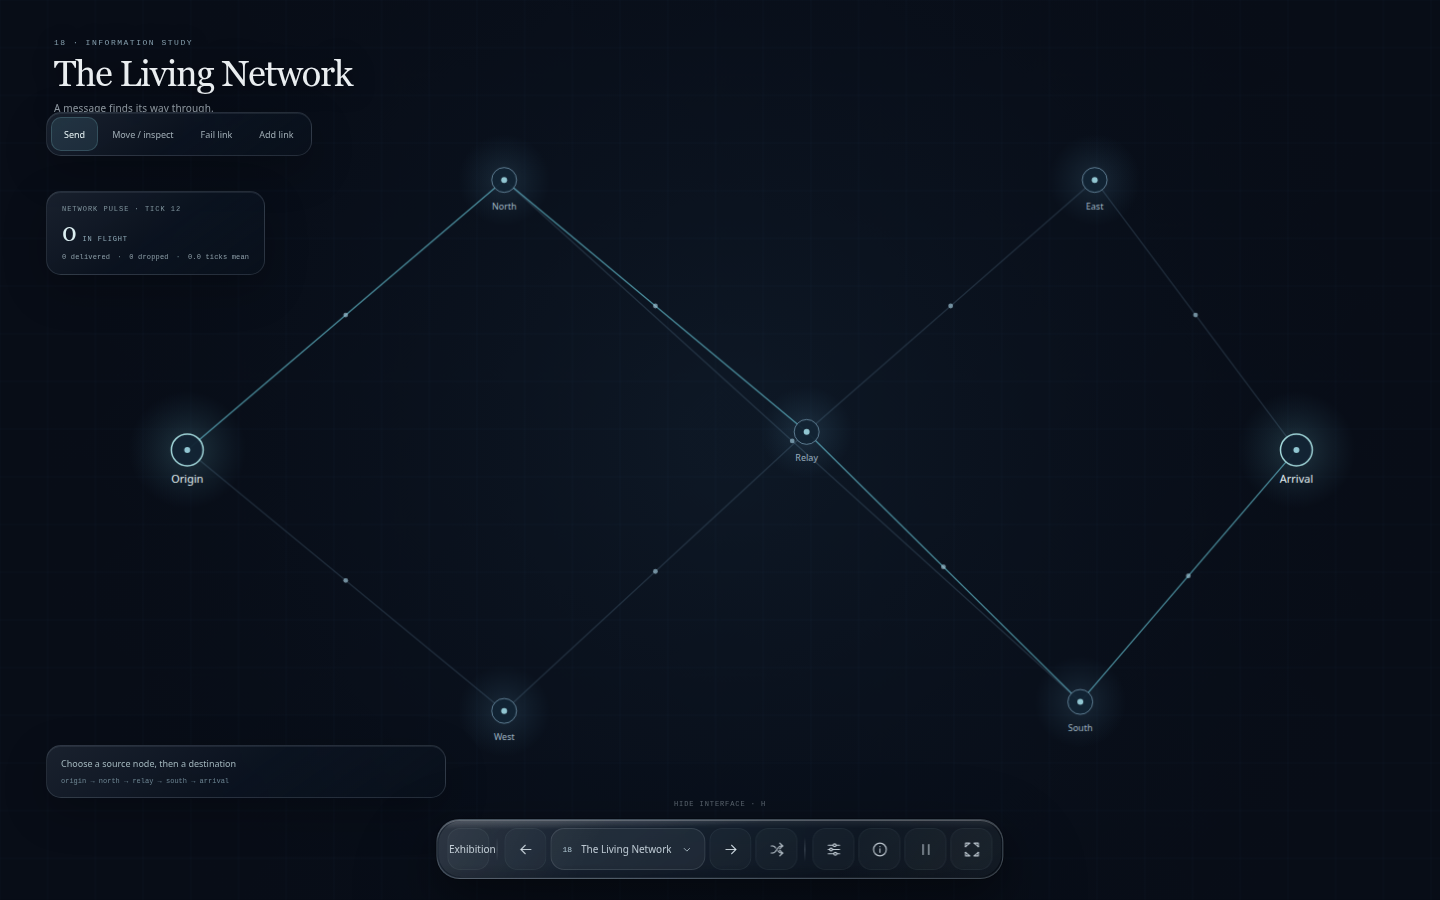 18 · INFORMATION STUDY
The Living Network
A message finds its way through.
Send Move / inspect Fail link Add link
NETWORK PULSE · TICK 12
0 IN FLIGHT
0 delivered · 0 dropped · 0.0 ticks mean
North
East
Relay
Origin
Arrival
South
West
Choose a source node, then a destination
origin → north → relay → south → arrival
HIDE INTERFACE · H
Exhibition 18 The Living Network